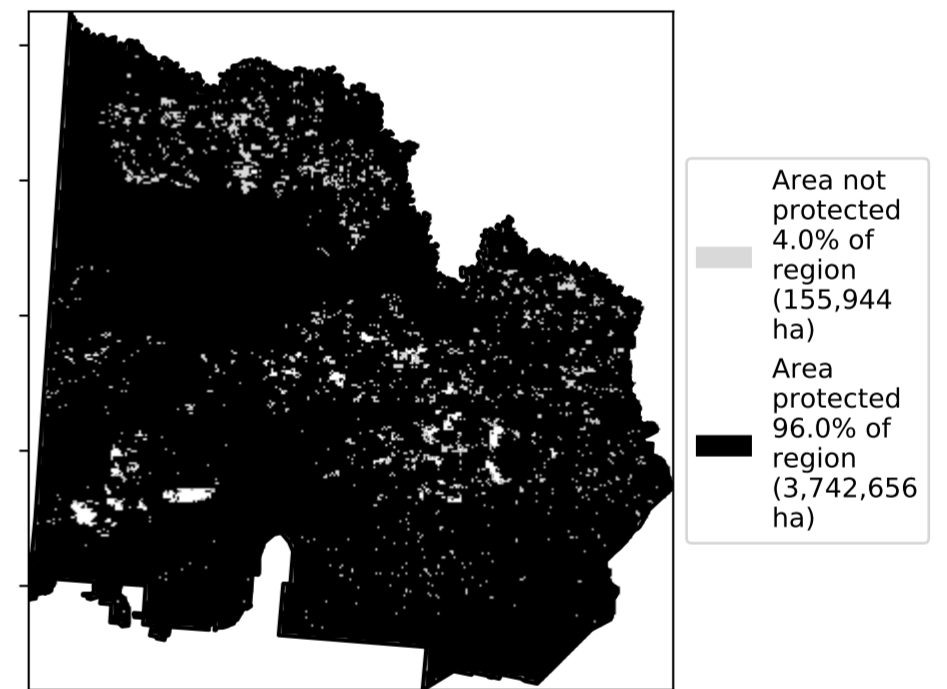 Area not
protected
4.0% of
region
(155,944
ha)
Area
protected
96.0% of
region
(3,742,656
ha)